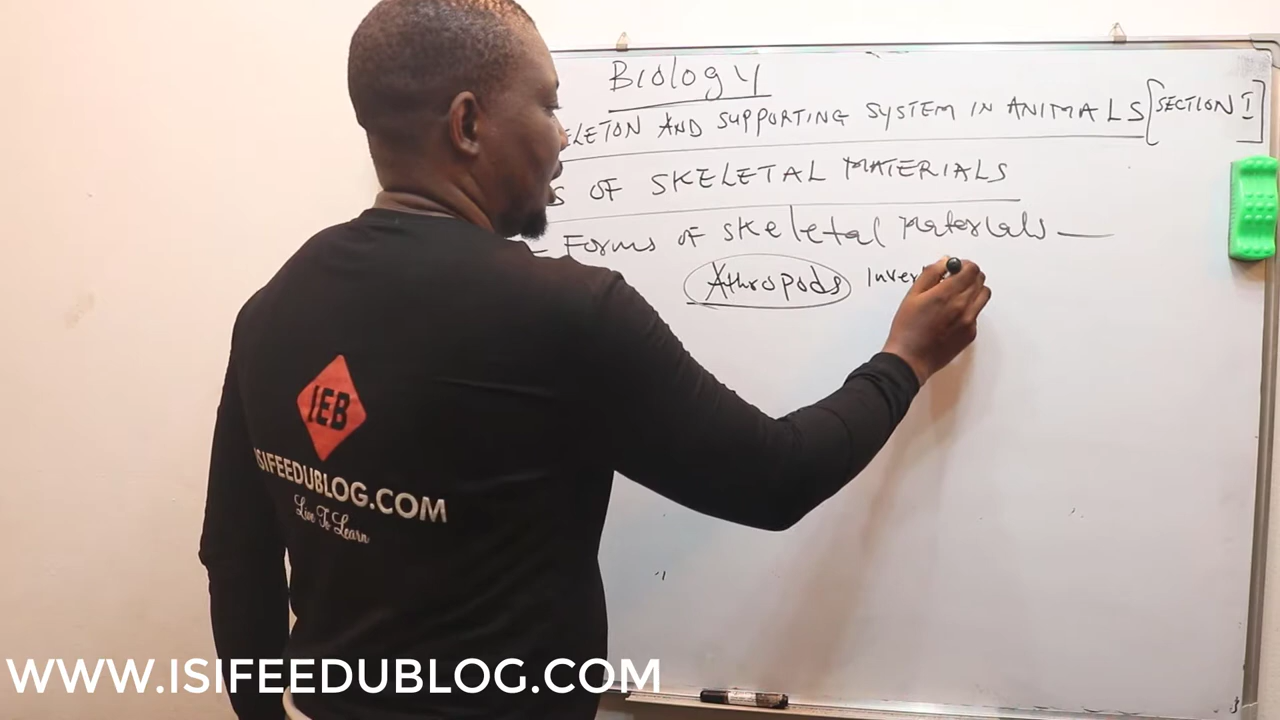 Biology
ELETON AND SUPPORTING SYSTEM IN ANIMALS [SECTION I]
S OF SKELETAL MATERIALS
— Forms of Skeletal Materials —
Athropods Inver
IEB
ISIFEEDUBLOG.COM
Live To Learn
WWW.ISIFEEDUBLOG.COM